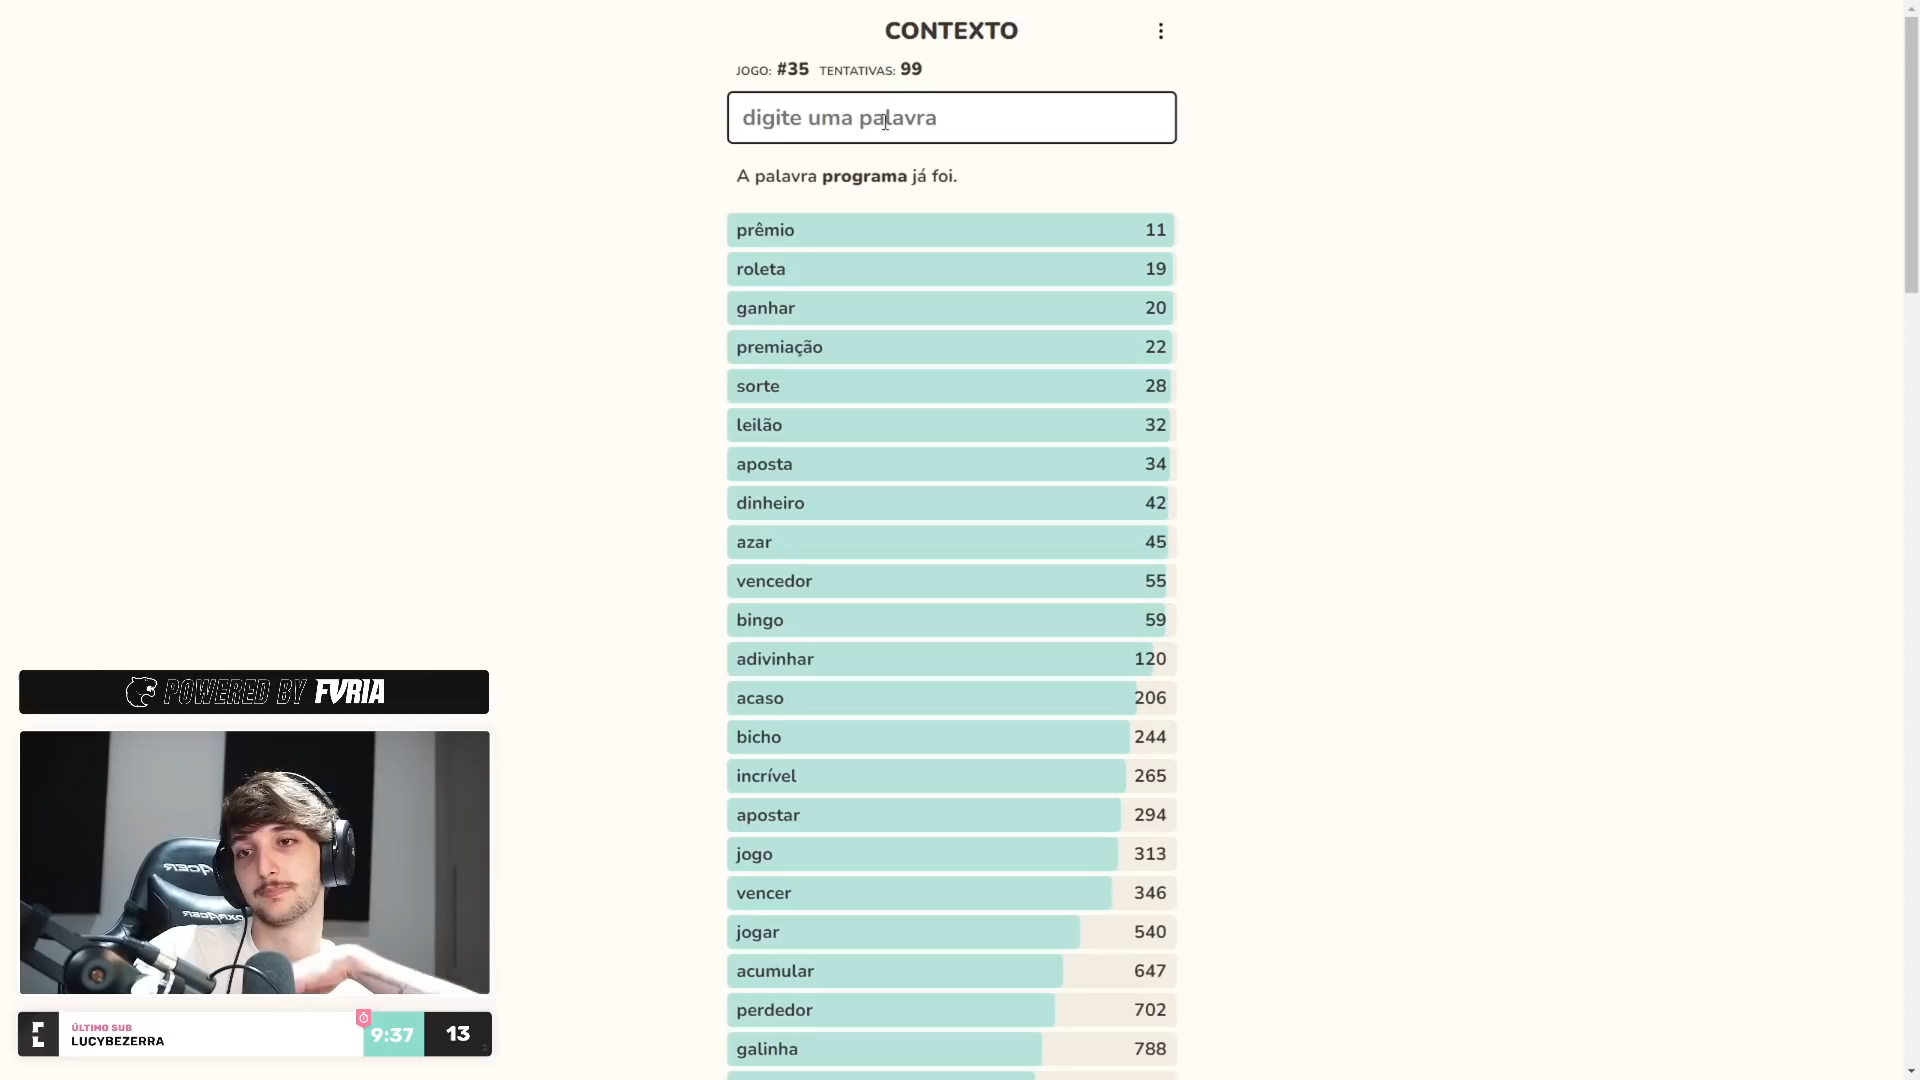 CONTEXTO
JOGO: #35 TENTATIVAS: 99
digite uma palavra
A palavra programa já foi.
prêmio 11
roleta 19
ganhar 20
premiação 22
sorte 28
leilão 32
aposta 34
dinheiro 42
azar 45
vencedor 55
bingo 59
adivinhar 120
acaso 206
bicho 244
incrível 265
apostar 294
jogo 313
vencer 346
jogar 540
acumular 647
perdedor 702
galinha 788
POWERED BY FVRIA
ÚLTIMO SUB
LUCYBEZERRA
9:37
13